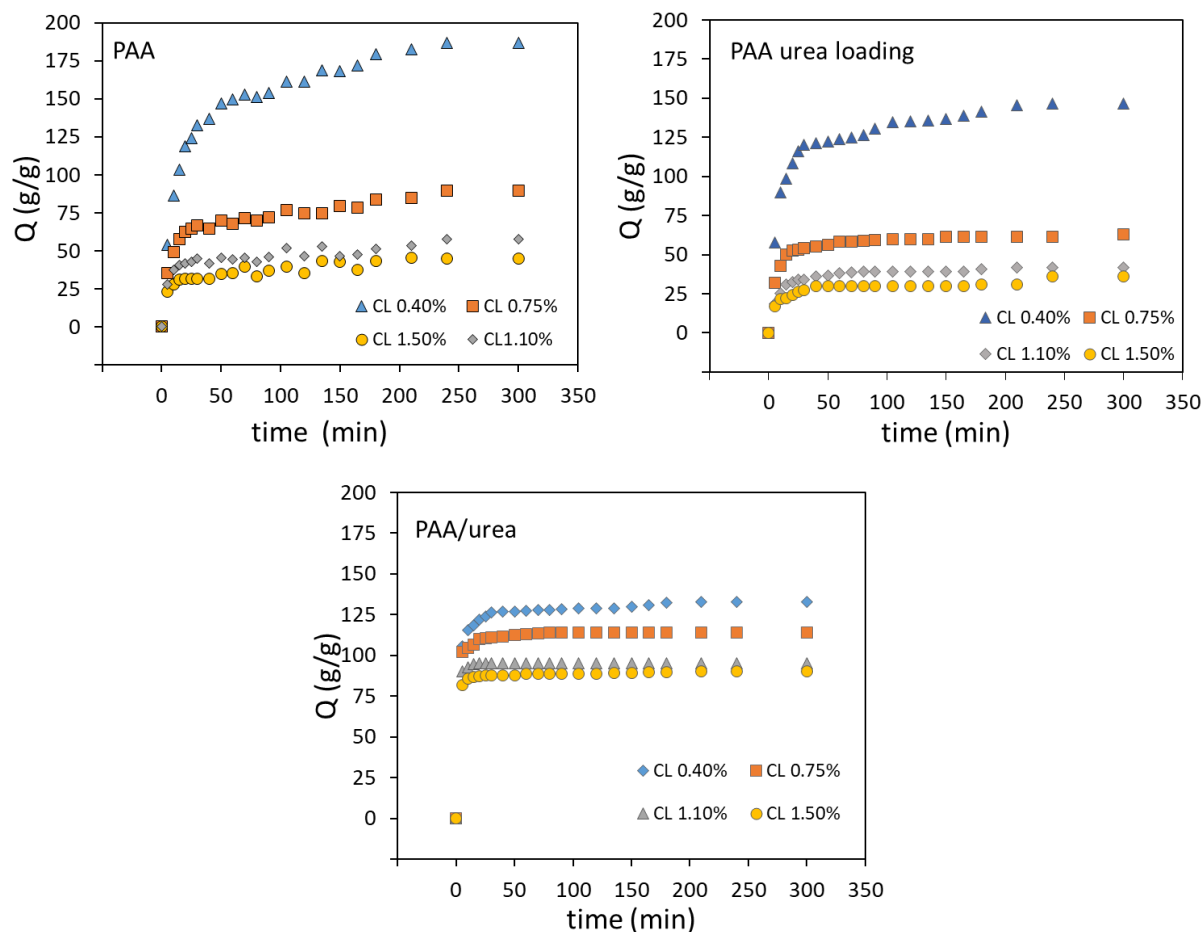 PAA
Q (g/g)
200
175
150
125
100
75
50
25
0
CL 0.40% CL 0.75%
CL 1.50% CL1.10%
0 50 100 150 200 250 300 350
time (min)
PAA urea loading
Q (g/g)
200
175
150
125
100
75
50
25
0
CL 0.40% CL 0.75%
CL 1.10% CL 1.50%
0 50 100 150 200 250 300 350
time (min)
PAA/urea
Q (g/g)
200
175
150
125
100
75
50
25
0
CL 0.40% CL 0.75%
CL 1.10% CL 1.50%
0 50 100 150 200 250 300 350
time (min)